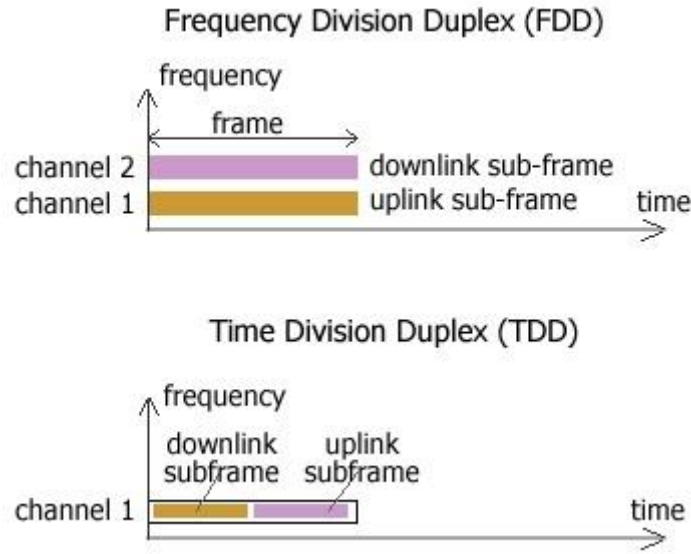 Frequency Division Duplex (FDD)
frequency
frame
channel 2
downlink sub-frame
channel 1
uplink sub-frame
time
Time Division Duplex (TDD)
frequency
downlink
subframe
uplink
subframe
channel 1
time